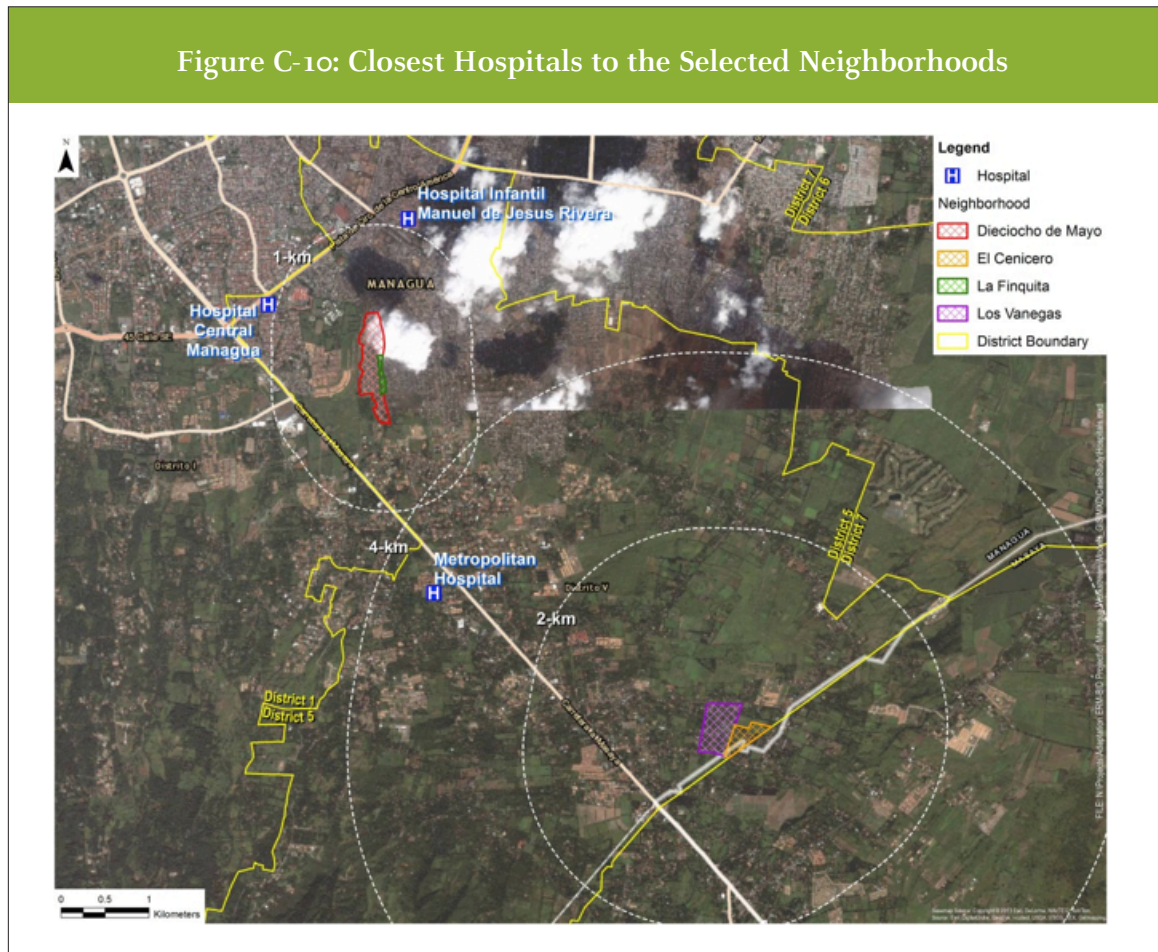 Figure C-10: Closest Hospitals to the Selected Neighborhoods
N
Legend
H Hospital
Neighborhood
Dieciocho de Mayo
El Cenicero
La Finquita
Los Vanegas
District Boundary
District 7
District 6
H
Hospital Infantil
Manuel de Jesus Rivera
1-km
MANAGUA
H
Hospital
Central
Managua
Distrito I
4-km
Metropolitan
Hospital
H
Distrito V
2-km
District 5
District 7
MANAGUA
MASAYA
District 1
District 5
0 0.5 1
Kilometers